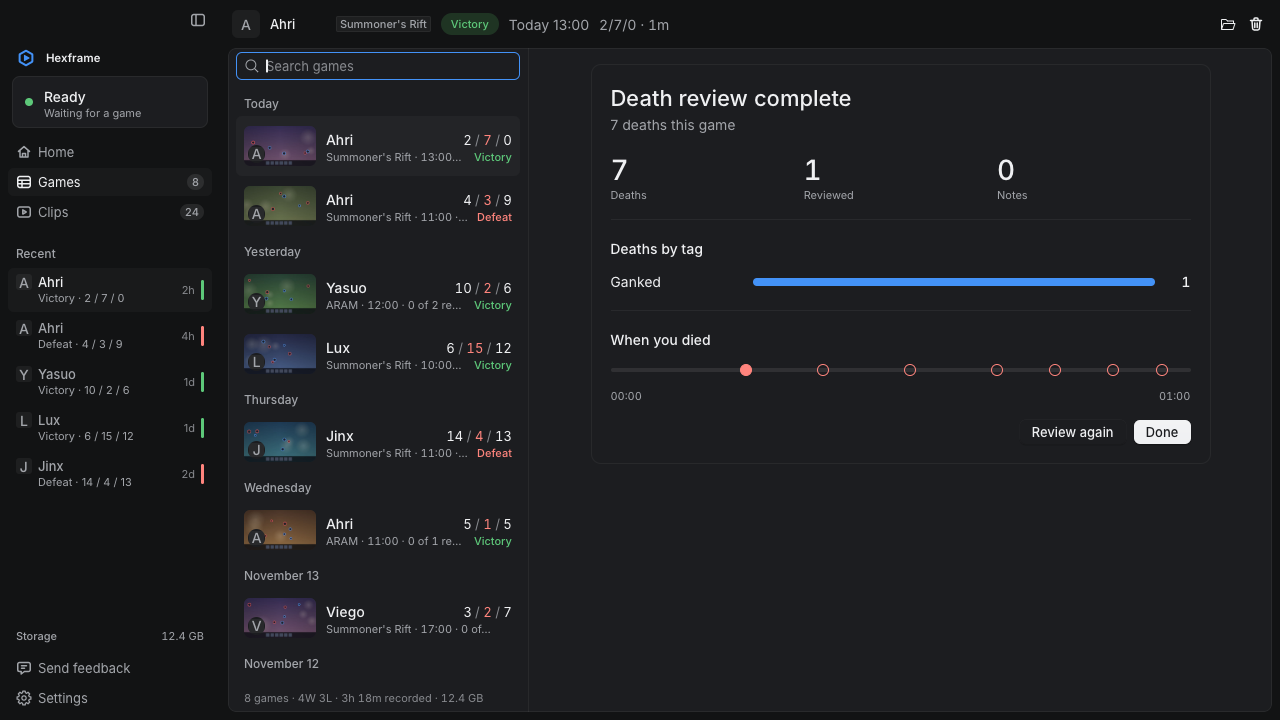 A Ahri Summoner's Rift Victory Today 13:00 2/7/0 · 1m
Hexframe
Ready
Waiting for a game
Home
Games 8
Clips 24
Recent
A Ahri
Victory · 2 / 7 / 0
2h
A Ahri
Defeat · 4 / 3 / 9
4h
Y Yasuo
Victory · 10 / 2 / 6
1d
L Lux
Victory · 6 / 15 / 12
1d
J Jinx
Defeat · 14 / 4 / 13
2d
Storage 12.4 GB
Send feedback
Settings
Search games
Today
A
Ahri 2 / 7 / 0
Summoner's Rift · 13:00... Victory
A
Ahri 4 / 3 / 9
Summoner's Rift · 11:00 ·... Defeat
Yesterday
Y
Yasuo 10 / 2 / 6
ARAM · 12:00 · 0 of 2 re... Victory
L
Lux 6 / 15 / 12
Summoner's Rift · 10:00... Victory
Thursday
J
Jinx 14 / 4 / 13
Summoner's Rift · 11:00 ·... Defeat
Wednesday
A
Ahri 5 / 1 / 5
ARAM · 11:00 · 0 of 1 re... Victory
November 13
V
Viego 3 / 2 / 7
Summoner's Rift · 17:00 · 0 of...
November 12
8 games · 4W 3L · 3h 18m recorded · 12.4 GB
Death review complete
7 deaths this game
7 1 0
Deaths Reviewed Notes
Deaths by tag
Ganked 1
When you died
00:00 01:00
Review again Done